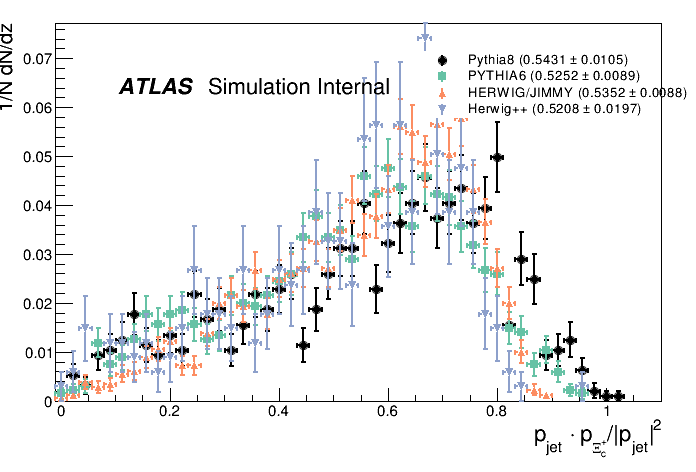 1/N dN/dz
0.07
0.06
0.05
0.04
0.03
0.02
0.01
0
ATLAS Simulation Internal
Pythia8 (0.5431 ± 0.0105)
PYTHIA6 (0.5252 ± 0.0089)
HERWIG/JIMMY (0.5352 ± 0.0088)
Herwig++ (0.5208 ± 0.0197)
0 0.2 0.4 0.6 0.8 1
p_jet · p_Ξ_c^+/|p_jet|^2